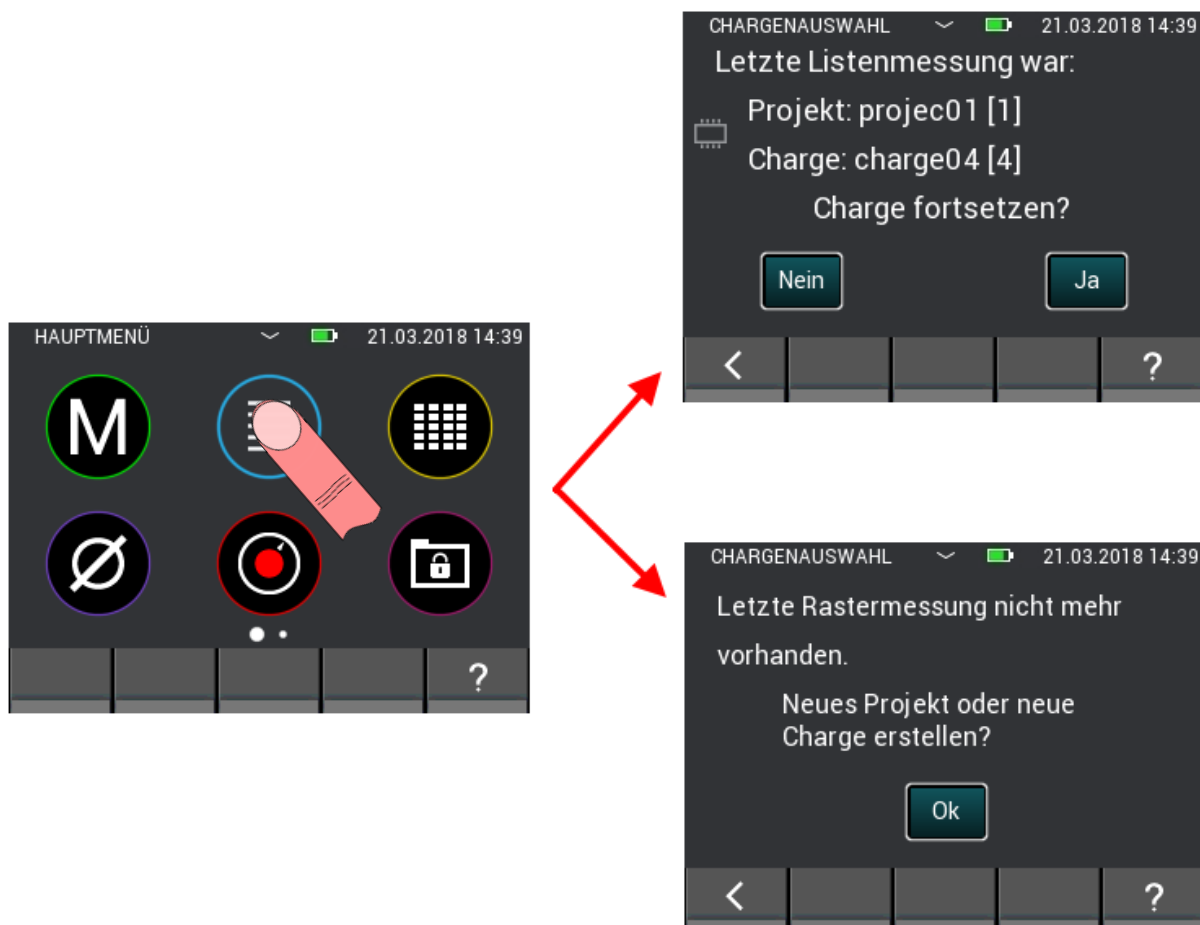 HAUPTMENÜ 21.03.2018 14:39
M
?
CHARGENAUSWAHL 21.03.2018 14:39
Letzte Listenmessung war:
Projekt: projec01 [1]
Charge: charge04 [4]
Charge fortsetzen?
Nein Ja
?
CHARGENAUSWAHL 21.03.2018 14:39
Letzte Rastermessung nicht mehr
vorhanden.
Neues Projekt oder neue
Charge erstellen?
Ok
?